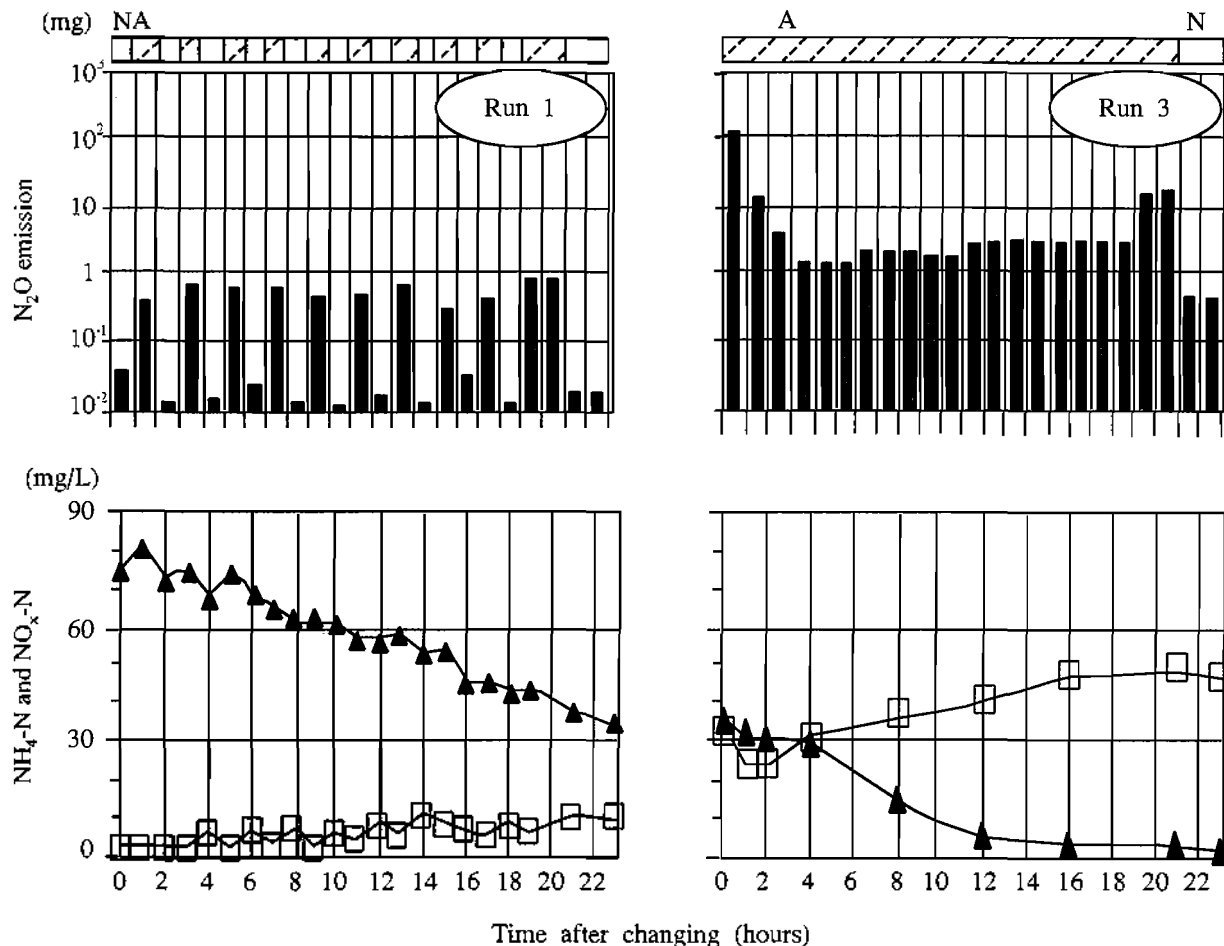 (mg) NA A N
10³
Run 1 Run 3
10²
10
1
10⁻¹
10⁻²
N₂O emission
(mg/L)
90
60
30
0
NH₄-N and NOₓ-N
0 2 4 6 8 10 12 14 16 18 20 22 0 2 4 6 8 10 12 14 16 18 20 22
Time after changing (hours)